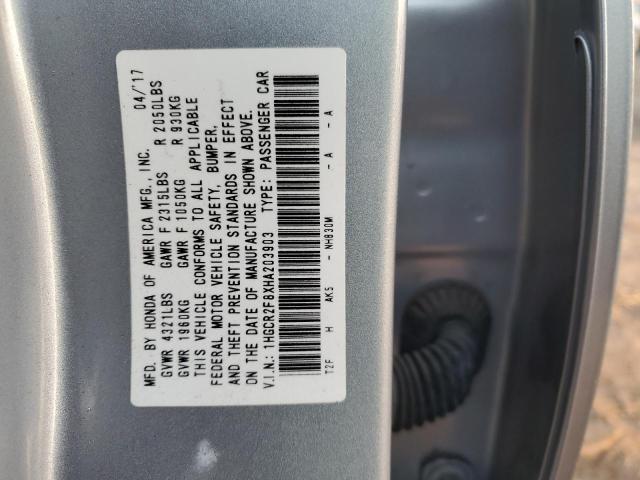 MFD. BY HONDA OF AMERICA MFG., INC. 04/'17
GVWR 4321LBS GAWR F 2315LBS R 2050LBS
GVWR 1960KG GAWR F 1050KG R 930KG
THIS VEHICLE CONFORMS TO ALL APPLICABLE
FEDERAL MOTOR VEHICLE SAFETY, BUMPER,
AND THEFT PREVENTION STANDARDS IN EFFECT
ON THE DATE OF MANUFACTURE SHOWN ABOVE.
V.I.N.: 1HGCR2F8XHA203903 TYPE: PASSENGER CAR
T2F H AK5 - NH830M - A - A